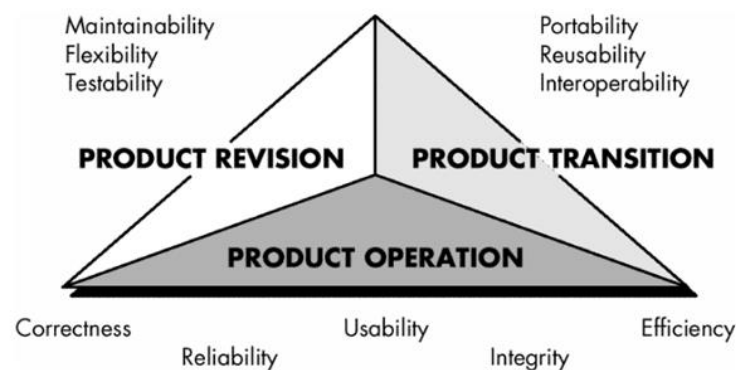 Maintainability
Flexibility
Testability
Portability
Reusability
Interoperability
PRODUCT REVISION
PRODUCT TRANSITION
PRODUCT OPERATION
Correctness
Usability
Efficiency
Reliability
Integrity